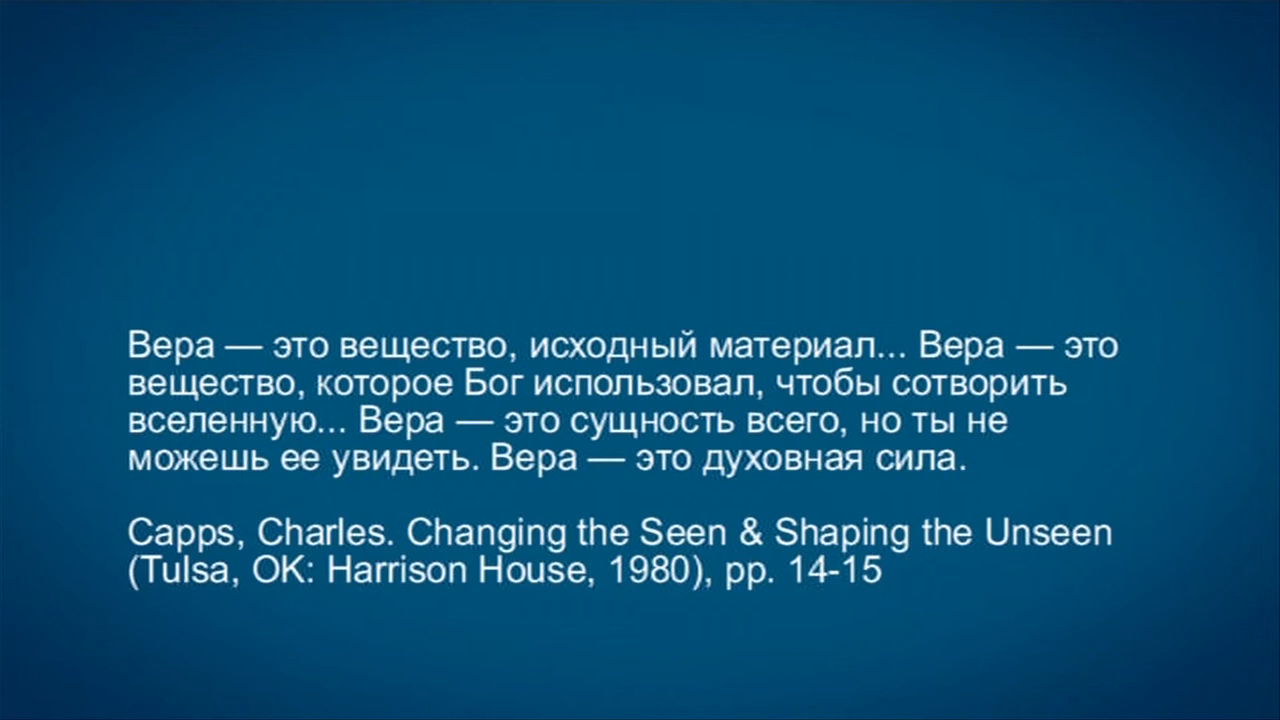 Вера — это вещество, исходный материал... Вера — это
вещество, которое Бог использовал, чтобы сотворить
вселенную... Вера — это сущность всего, но ты не
можешь ее увидеть. Вера — это духовная сила.
Capps, Charles. Changing the Seen & Shaping the Unseen
(Tulsa, OK: Harrison House, 1980), pp. 14-15